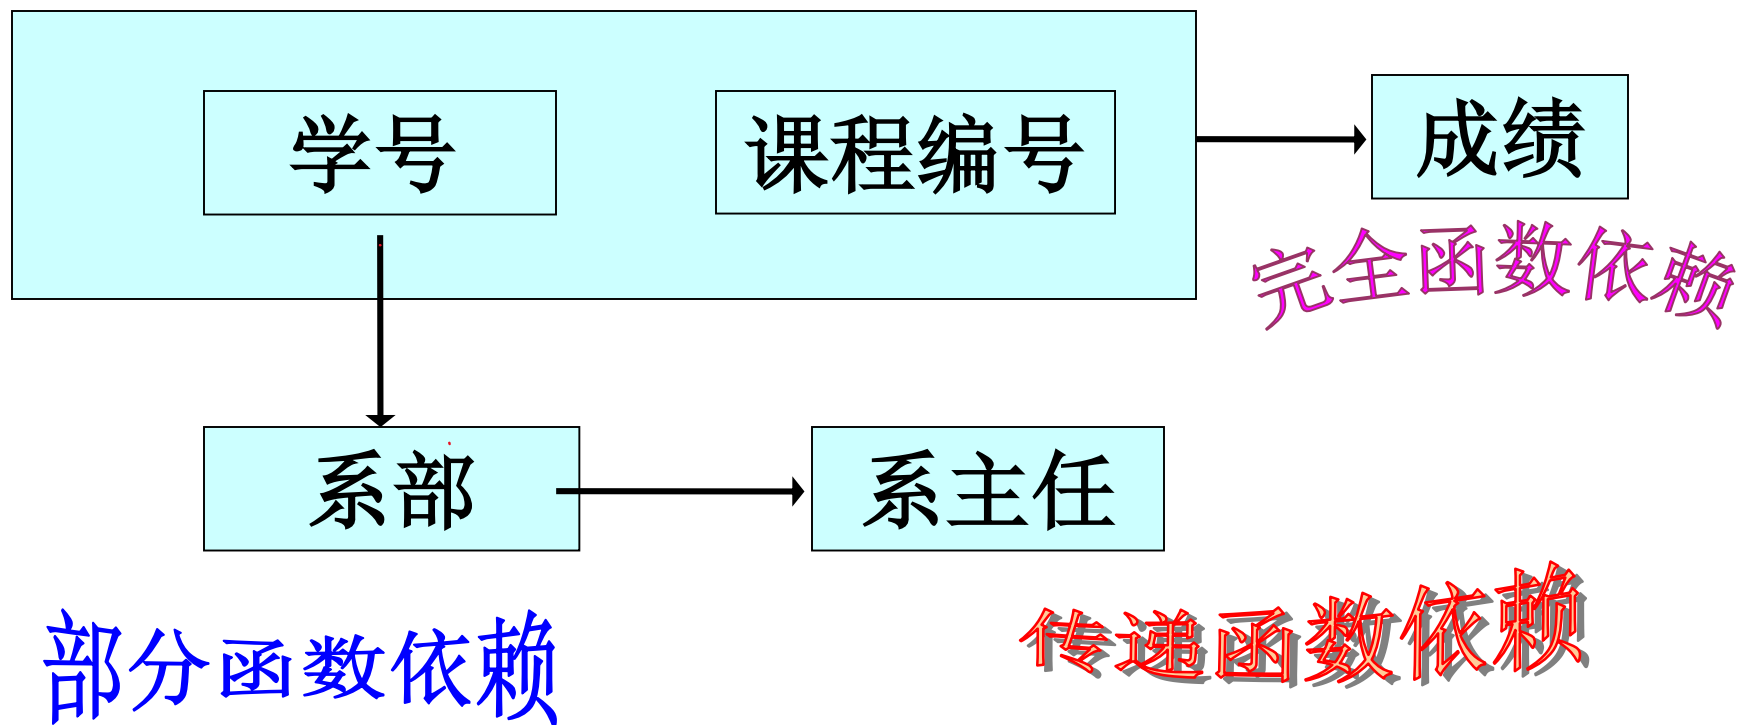 学号
课程编号
成绩
完全函数依赖
系部
系主任
部分函数依赖
传递函数依赖